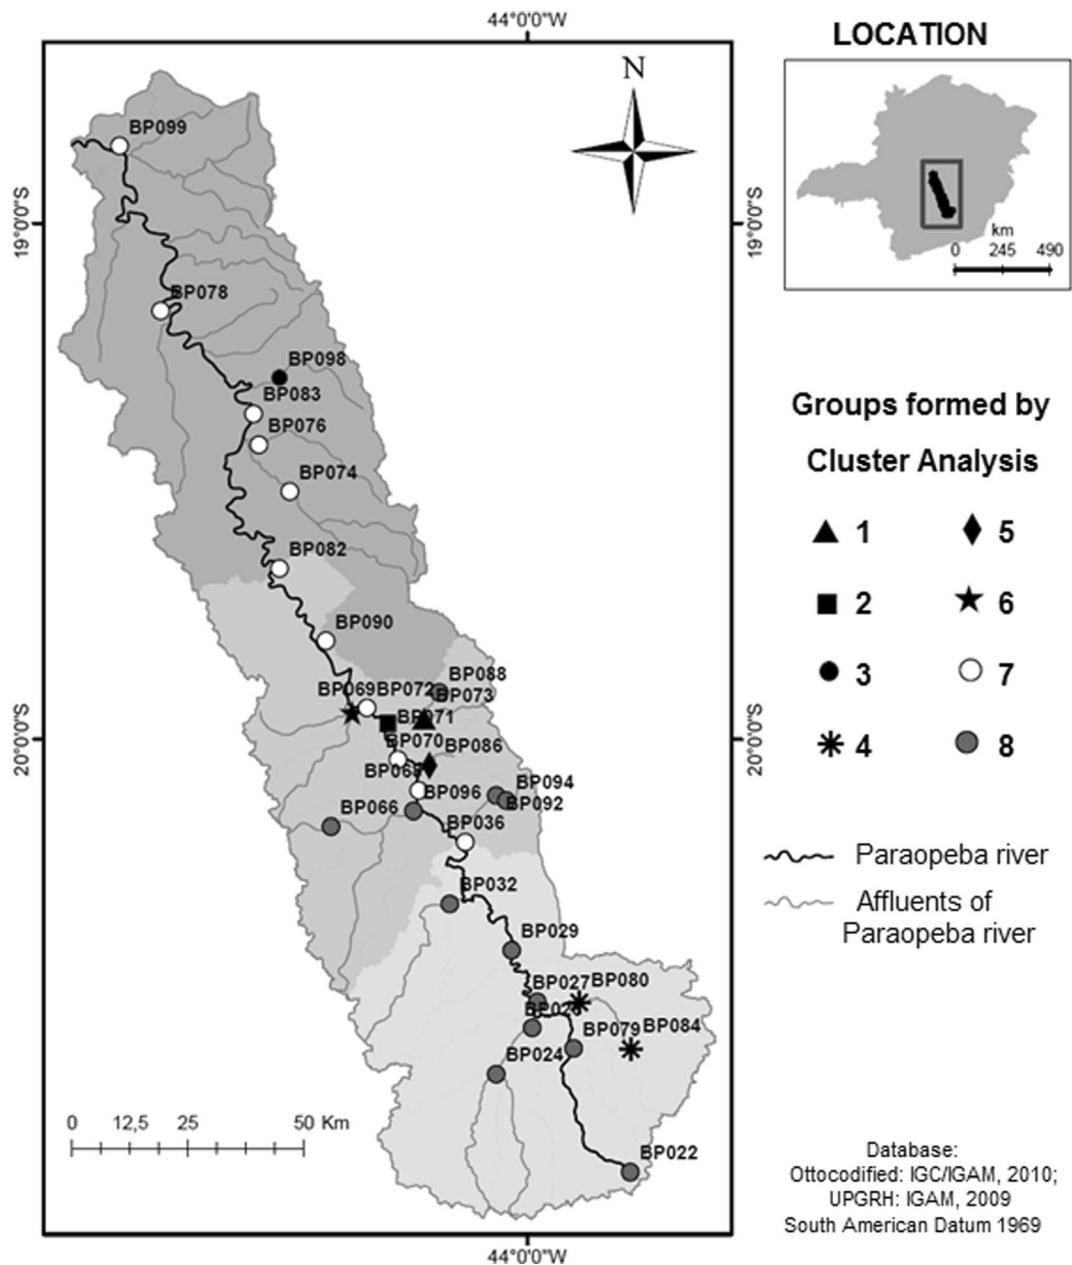 44°0'0"W
LOCATION
N
BP099
19°0'0"S
19°0'0"S
km
0 245 490
BP078
BP098
BP083
BP076
BP074
Groups formed by
Cluster Analysis
1
5
2
6
3
7
4
8
BP082
BP090
BP088
BP069 BP072
BP073
BP071
BP070
BP086
20°0'0"S
20°0'0"S
BP068
BP094
BP096
BP092
BP066
BP036
Paraopeba river
BP032
Affluents of
Paraopeba river
BP029
BP027 BP080
BP079 BP084
BP024
0 12,5 25 50 Km
BP022
Database:
Ottocodified: IGC/IGAM, 2010;
UPGRH: IGAM, 2009
South American Datum 1969
44°0'0"W